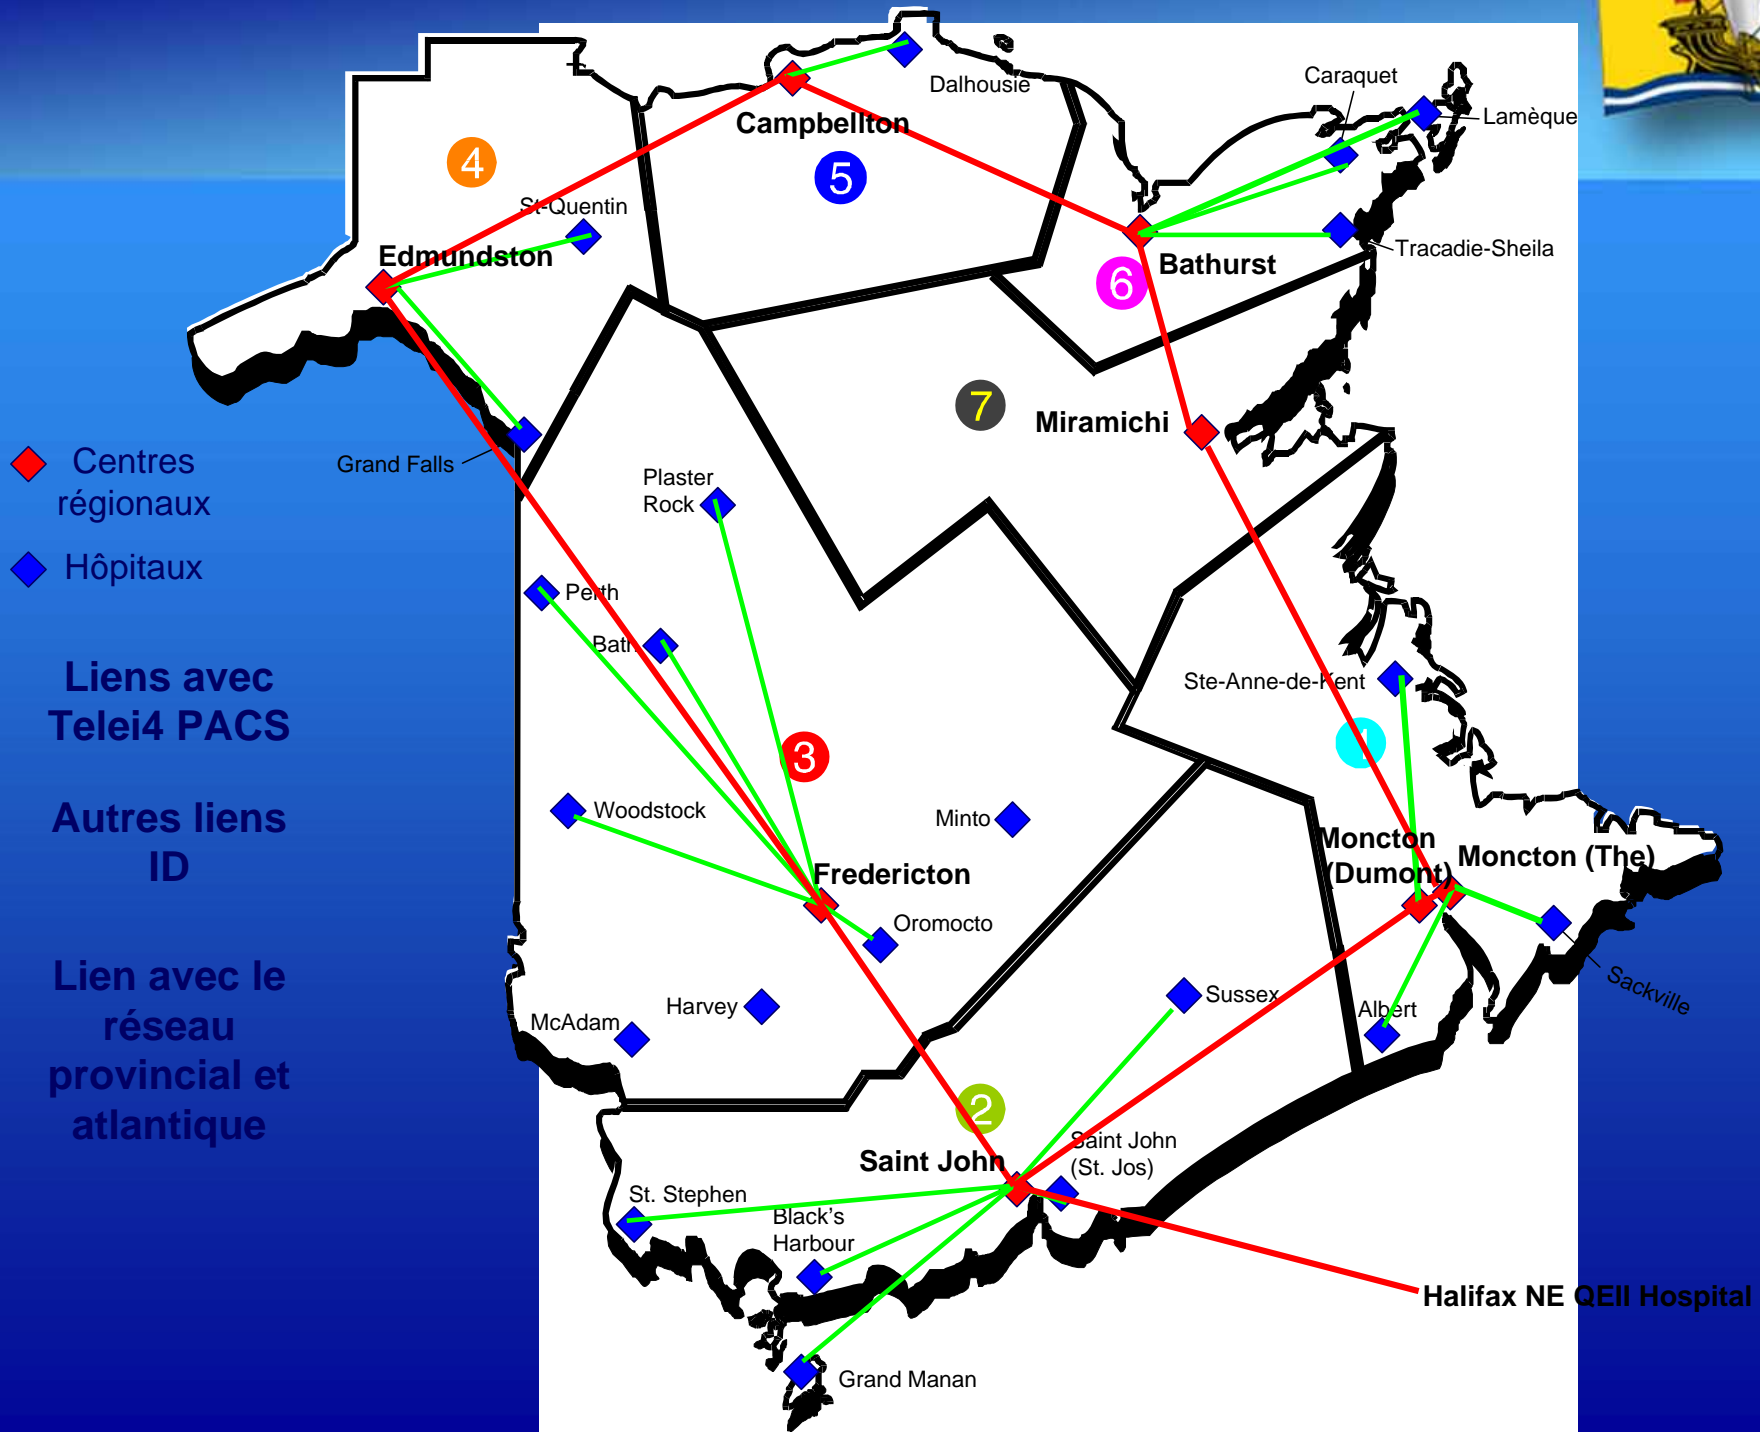 Centres
régionaux
Hôpitaux
Liens avec
Telei4 PACS
Autres liens
ID
Lien avec le
réseau
provincial et
atlantique
Dalhousie
Campbellton
Caraquet
Lamèque
4
5
St-Quentin
Edmundston
Tracadie-Sheila
Bathurst
6
7
Miramichi
Grand Falls
Plaster
Rock
Perth
Bath
Ste-Anne-de-Kent
1
3
Woodstock
Minto
Moncton
(Dumont)
Moncton (The)
Fredericton
Oromocto
Sackville
Sussex
Albert
Harvey
McAdam
2
Saint John
(St. Jos)
Saint John
St. Stephen
Black's
Harbour
Halifax NE QEII Hospital
Grand Manan